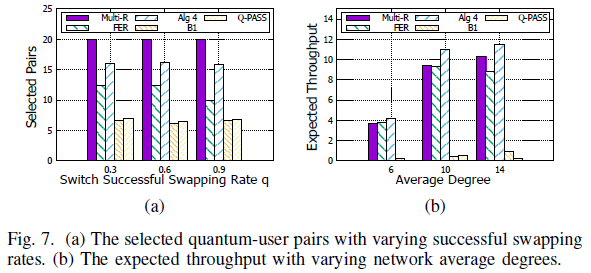 Multi-R Alg 4 Q-PASS
FER B1
25
20
15
10
5
0
Selected Pairs
0.3 0.6 0.9
Switch Successful Swapping Rate q
(a)
Multi-R Alg 4 Q-PASS
FER B1
14
12
10
8
6
4
2
0
Expected Throughput
6 10 14
Average Degree
(b)
Fig. 7. (a) The selected quantum-user pairs with varying successful swapping
rates. (b) The expected throughput with varying network average degrees.